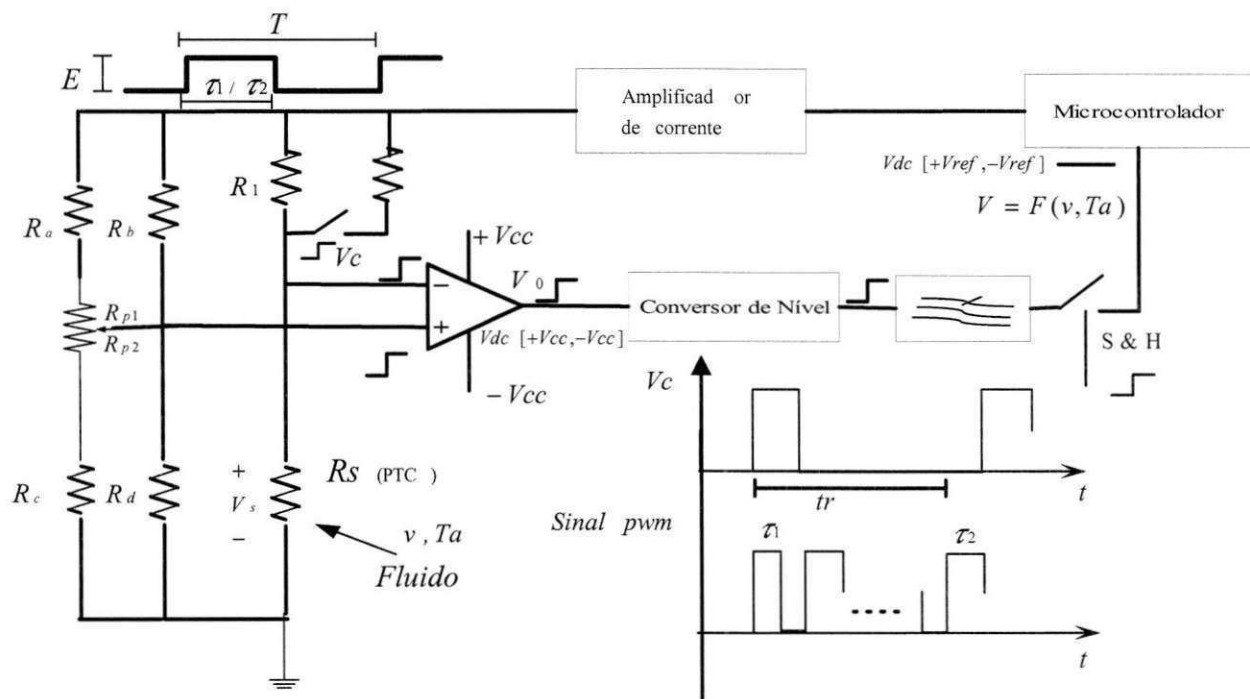 T
E
τ1 / τ2
Amplificad or
de corrente
Microcontrolador
Vdc [+Vref,-Vref]
V = F(v,Ta)
R1
Ra
Rb
Vc
+Vcc
−
V0
+
Rp1
Rp2
Vdc [+Vcc,-Vcc]
−Vcc
Conversor de Nível
S & H
Vc
t
tr
Rc
Rd
+
Vs
−
Rs (PTC )
v , Ta
Fluido
Sinal pwm
τ1
τ2
t